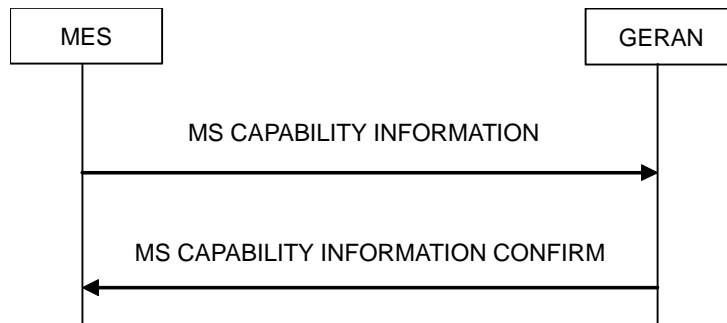 MES
GERAN
MS CAPABILITY INFORMATION
MS CAPABILITY INFORMATION CONFIRM